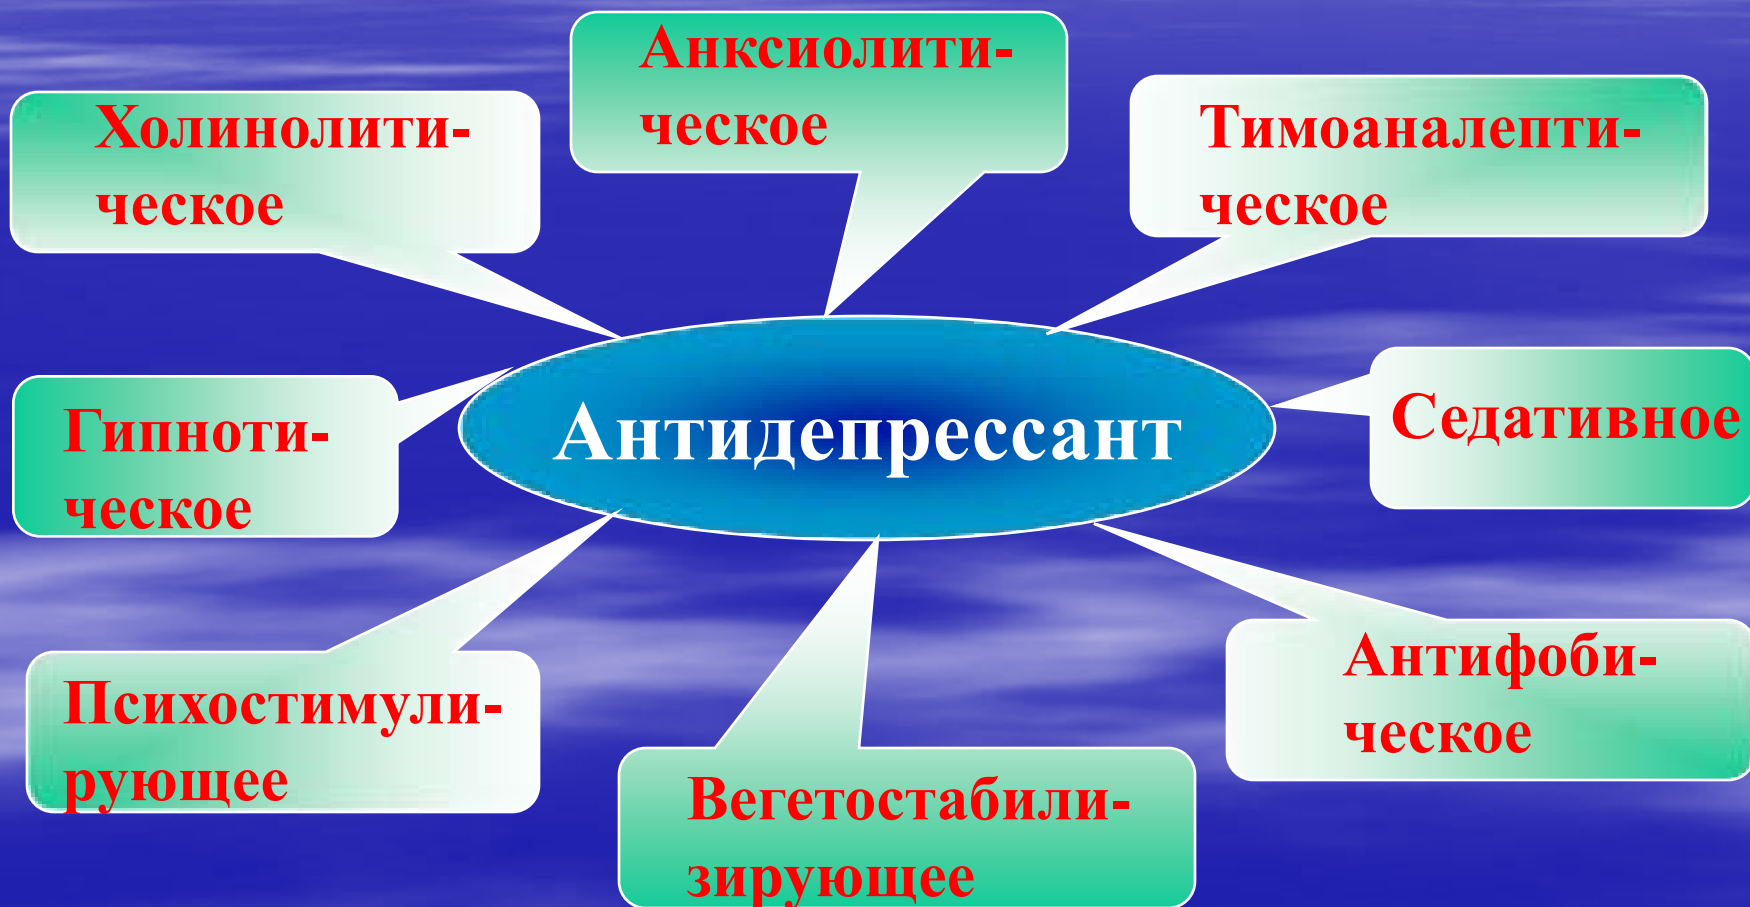 Анксиолити-
ческое
Холинолити-
ческое
Тимоаналепти-
ческое
Гипноти-
ческое
Антидепрессант
Седативное
Психостимули-
рующее
Вегетостабили-
зирующее
Антифоби-
ческое